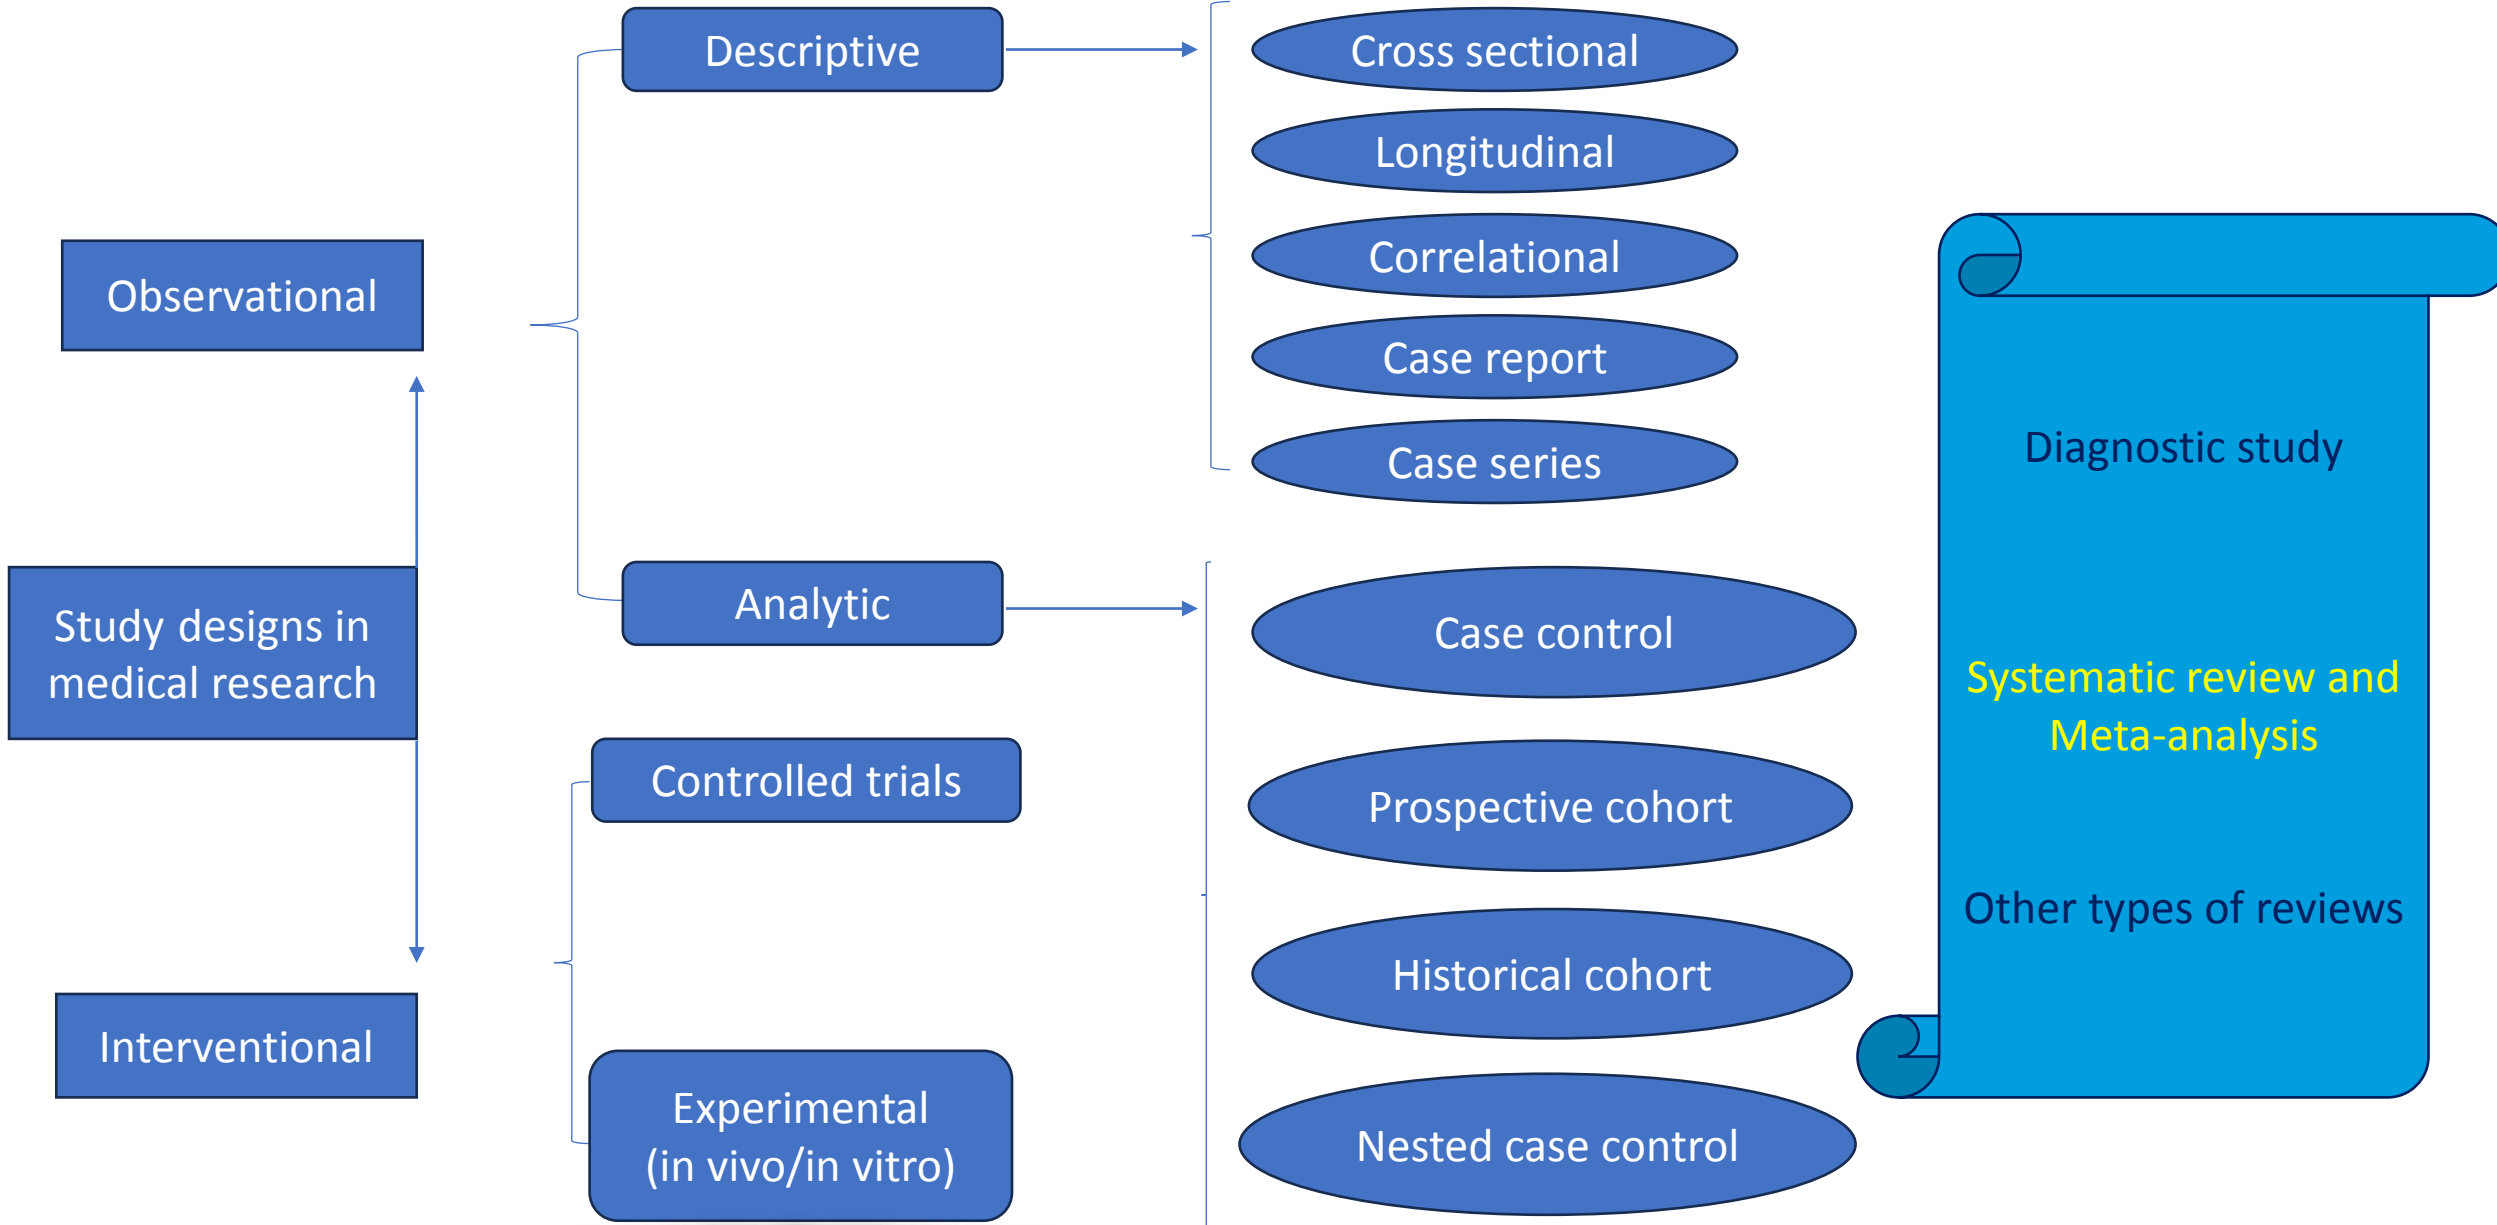 Study designs in
medical research
Observational
Interventional
Descriptive
Analytic
Controlled trials
Experimental
(in vivo/in vitro)
Cross sectional
Longitudinal
Correlational
Case report
Case series
Case control
Prospective cohort
Historical cohort
Nested case control
Diagnostic study
Systematic review and
Meta-analysis
Other types of reviews